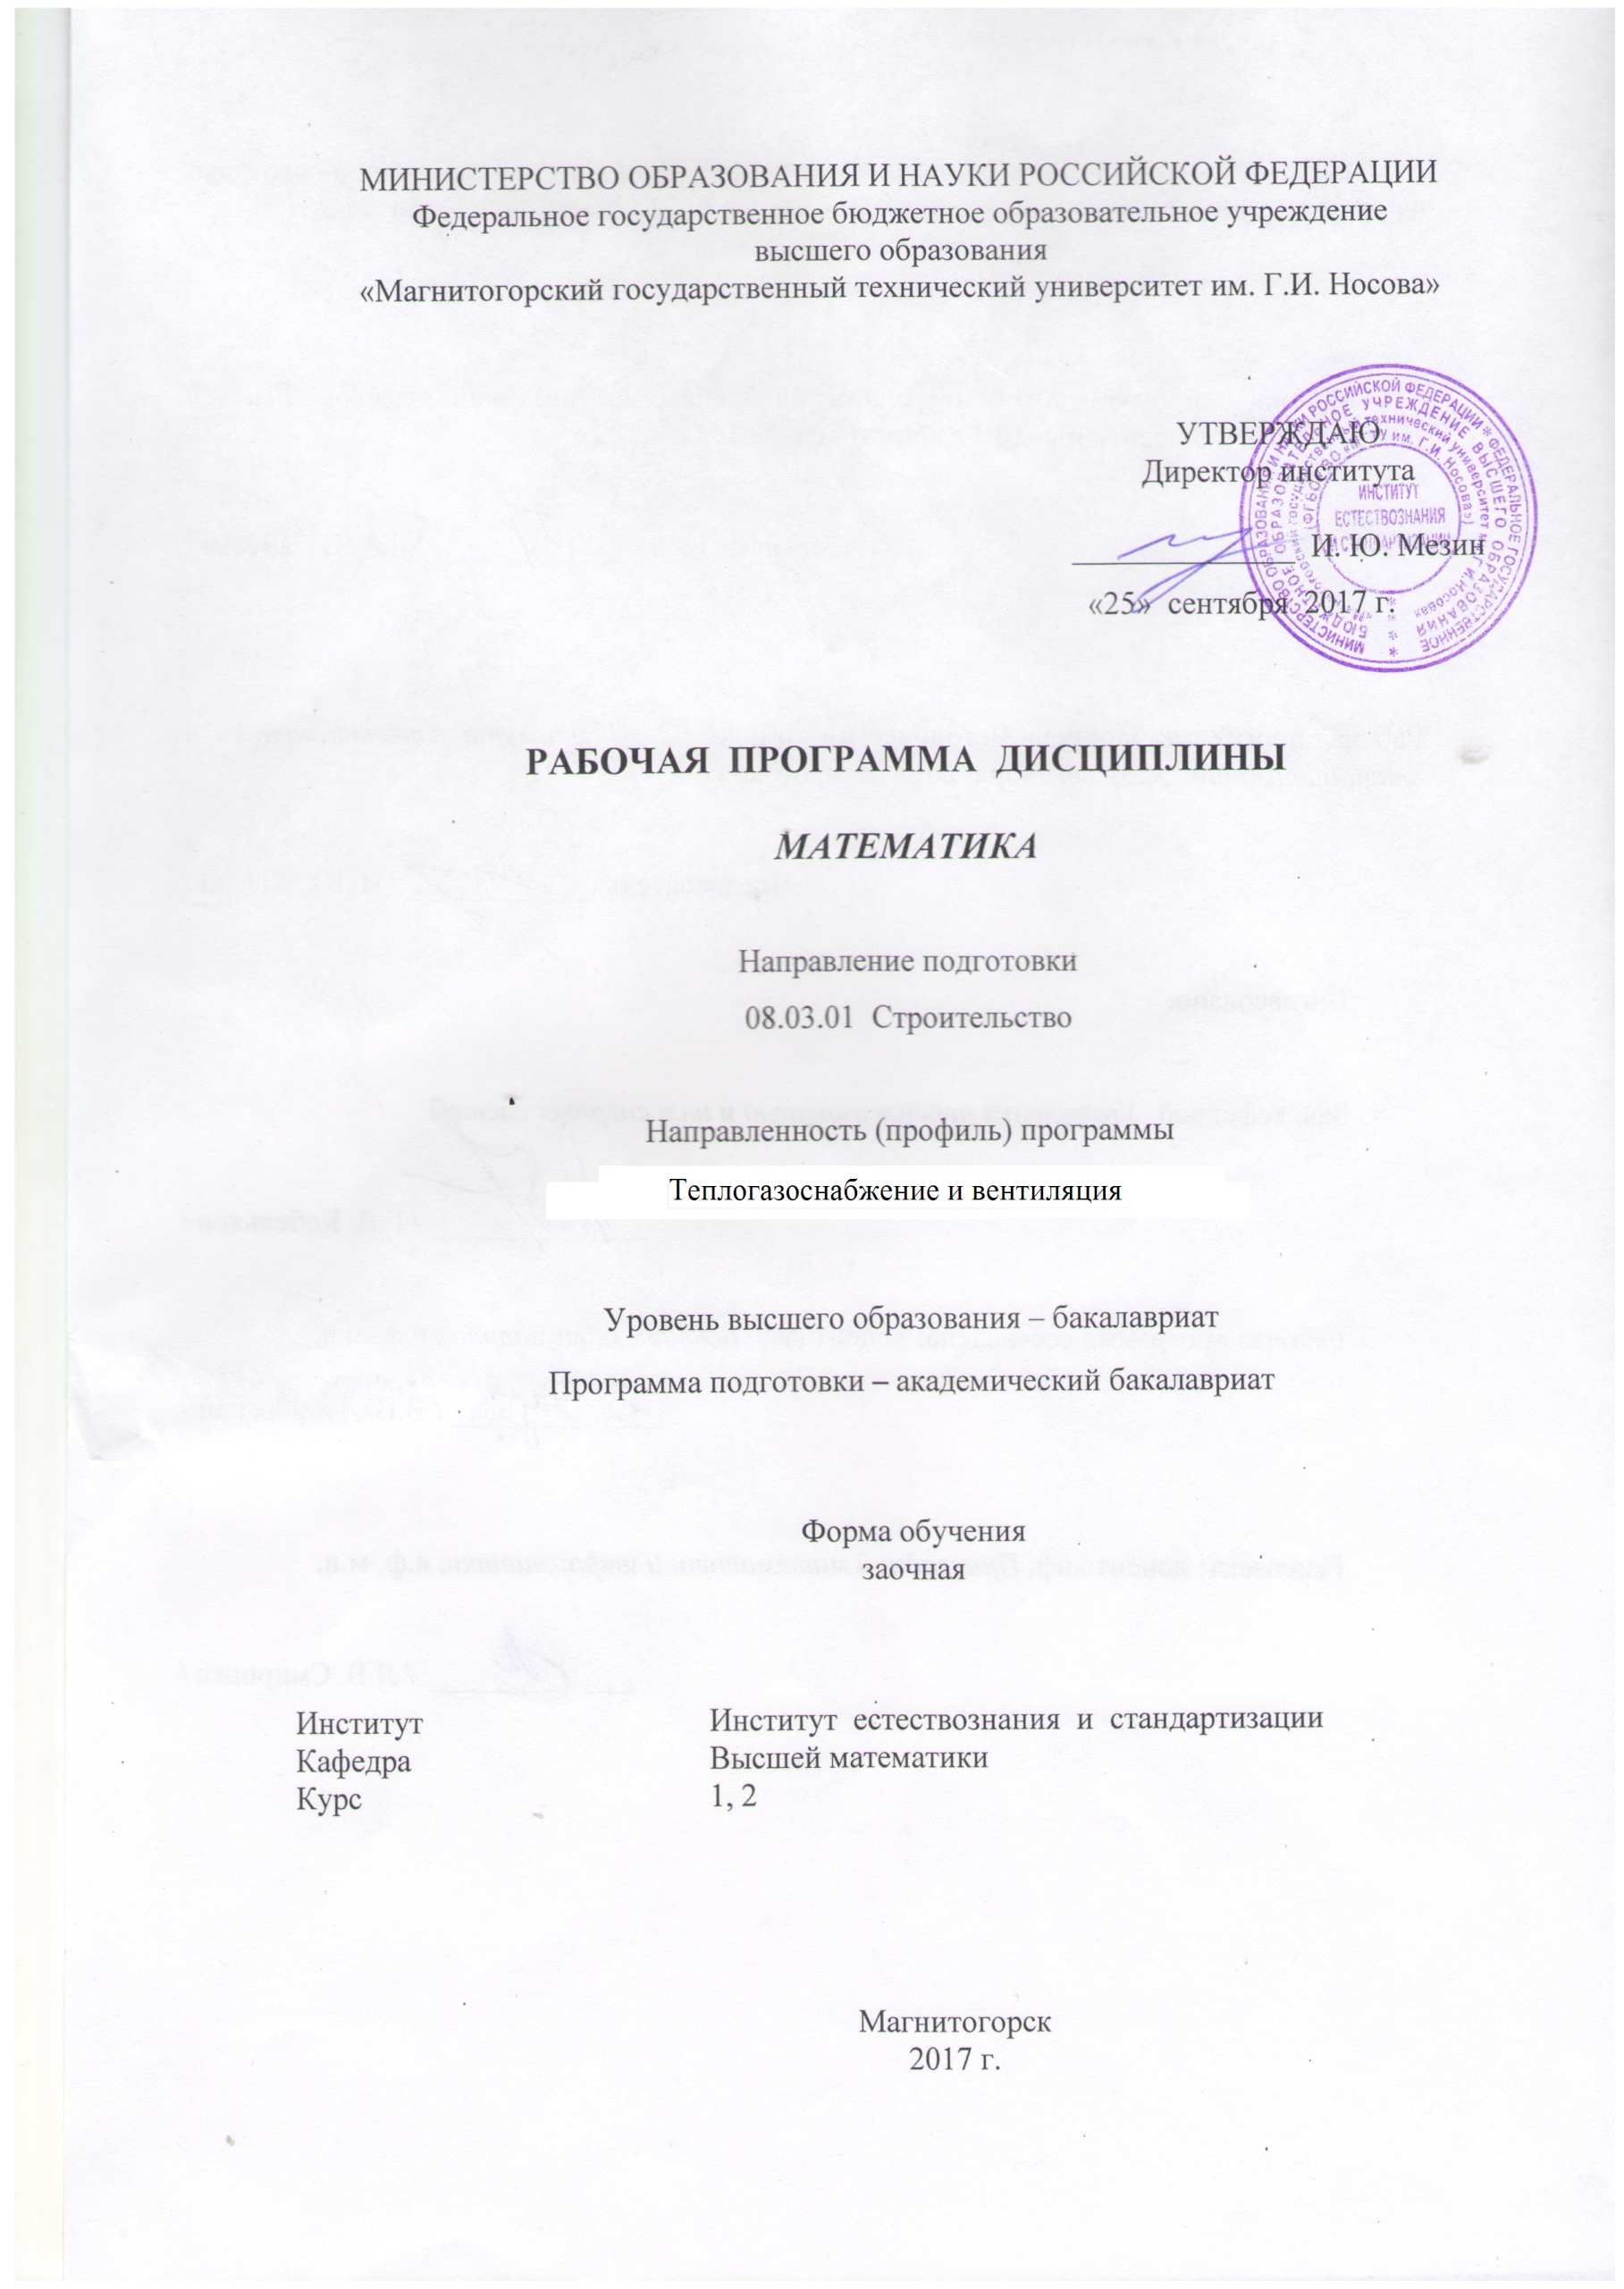 МИНИСТЕРСТВО ОБРАЗОВАНИЯ И НАУКИ РОССИЙСКОЙ ФЕДЕРАЦИИ
Федеральное государственное бюджетное образовательное учреждение
высшего образования
«Магнитогорский государственный технический университет им. Г.И. Носова»
УТВЕРЖДАЮ
Директор института
И. Ю. Мезин
«25» сентября 2017 г.
ИНСТИТУТ
ЕСТЕСТВОЗНАНИЯ
И СТАНДАРТИЗАЦИИ
РАБОЧАЯ ПРОГРАММА ДИСЦИПЛИНЫ
МАТЕМАТИКА
Направление подготовки
08.03.01 Строительство
Направленность (профиль) программы
Теплогазоснабжение и вентиляция
Уровень высшего образования – бакалавриат
Программа подготовки – академический бакалавриат
Форма обучения
заочная
Институт Институт естествознания и стандартизации
Кафедра Высшей математики
Курс 1, 2
Магнитогорск
2017 г.